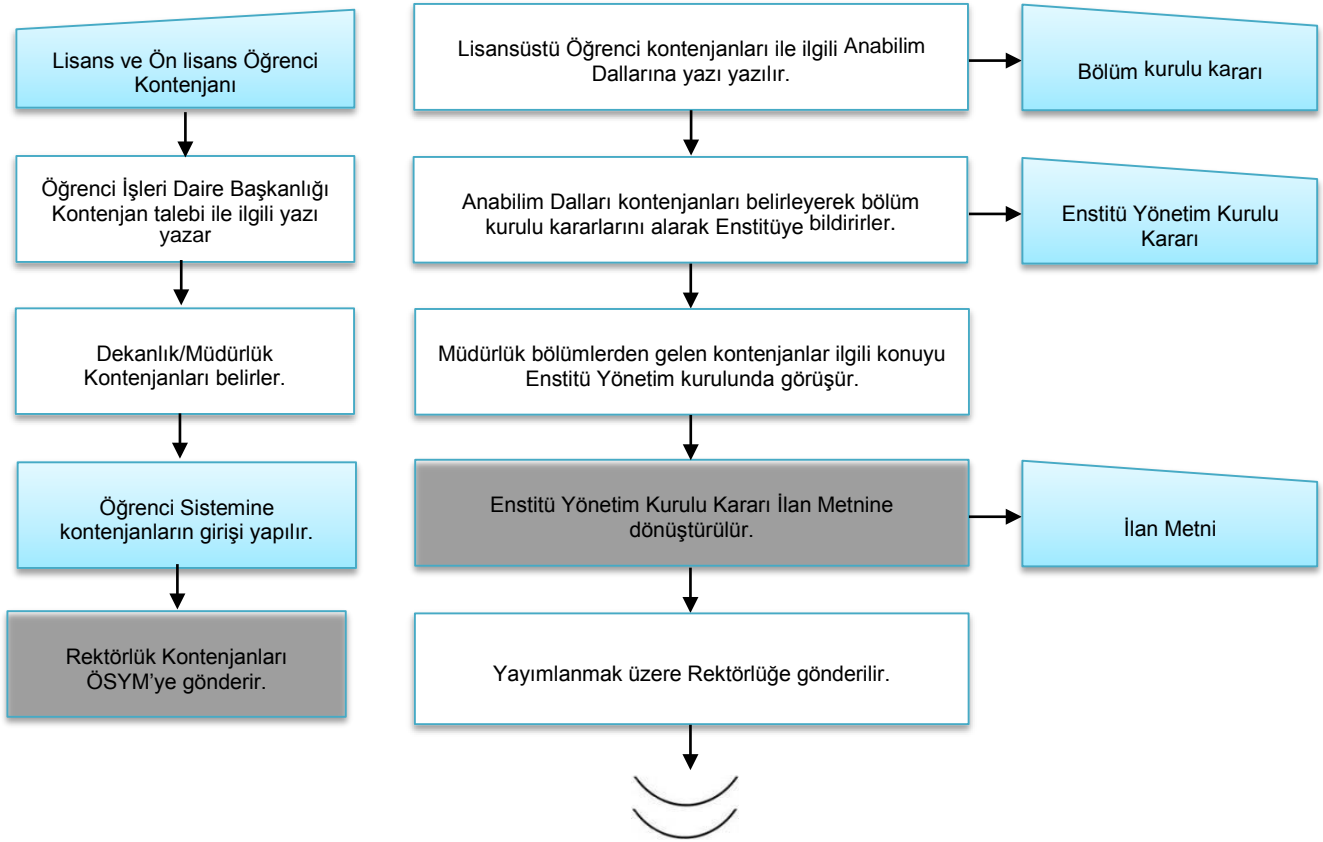 Lisans ve Ön lisans Öğrenci
Kontenjanı
Öğrenci İşleri Daire Başkanlığı
Kontenjan talebi ile ilgili yazı
yazar
Dekanlık/Müdürlük
Kontenjanları belirler.
Öğrenci Sistemine
kontenjanların girişi yapılır.
Rektörlük Kontenjanları
ÖSYM’ye gönderir.
Lisansüstü Öğrenci kontenjanları ile ilgili Anabilim
Dallarına yazı yazılır.
Bölüm kurulu kararı
Anabilim Dalları kontenjanları belirleyerek bölüm
kurulu kararlarını alarak Enstitüye bildirirler.
Enstitü Yönetim Kurulu
Kararı
Müdürlük bölümlerden gelen kontenjanlar ilgili konuyu
Enstitü Yönetim kurulunda görüşür.
Enstitü Yönetim Kurulu Kararı İlan Metnine
dönüştürülür.
İlan Metni
Yayımlanmak üzere Rektörlüğe gönderilir.